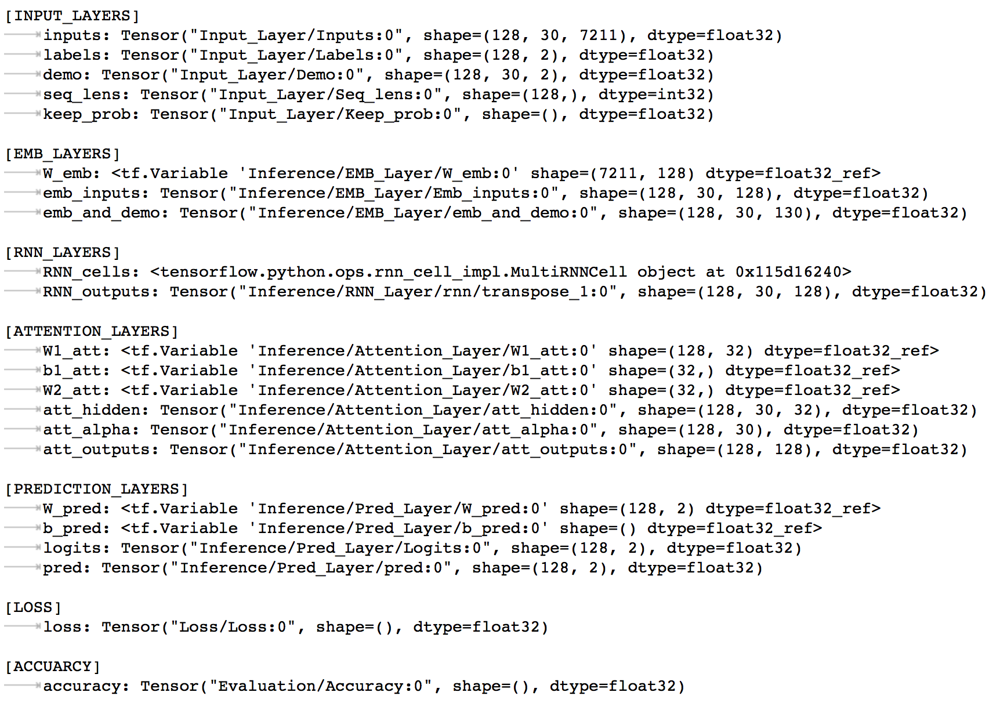 [INPUT_LAYERS]
inputs: Tensor("Input_Layer/Inputs:0", shape=(128, 30, 7211), dtype=float32)
labels: Tensor("Input_Layer/Labels:0", shape=(128, 2), dtype=float32)
demo: Tensor("Input_Layer/Demo:0", shape=(128, 30, 2), dtype=float32)
seq_lens: Tensor("Input_Layer/Seq_lens:0", shape=(128,), dtype=int32)
keep_prob: Tensor("Input_Layer/Keep_prob:0", shape=(), dtype=float32)
[EMB_LAYERS]
W_emb: <tf.Variable 'Inference/EMB_Layer/W_emb:0' shape=(7211, 128) dtype=float32_ref>
emb_inputs: Tensor("Inference/EMB_Layer/Emb_inputs:0", shape=(128, 30, 128), dtype=float32)
emb_and_demo: Tensor("Inference/EMB_Layer/emb_and_demo:0", shape=(128, 30, 130), dtype=float32)
[RNN_LAYERS]
RNN_cells: <tensorflow.python.ops.rnn_cell_impl.MultiRNNCell object at 0x115d16240>
RNN_outputs: Tensor("Inference/RNN_Layer/rnn/transpose_1:0", shape=(128, 30, 128), dtype=float32)
[ATTENTION_LAYERS]
W1_att: <tf.Variable 'Inference/Attention_Layer/W1_att:0' shape=(128, 32) dtype=float32_ref>
b1_att: <tf.Variable 'Inference/Attention_Layer/b1_att:0' shape=(32,) dtype=float32_ref>
W2_att: <tf.Variable 'Inference/Attention_Layer/W2_att:0' shape=(32,) dtype=float32_ref>
att_hidden: Tensor("Inference/Attention_Layer/att_hidden:0", shape=(128, 30, 32), dtype=float32)
att_alpha: Tensor("Inference/Attention_Layer/att_alpha:0", shape=(128, 30), dtype=float32)
att_outputs: Tensor("Inference/Attention_Layer/att_outputs:0", shape=(128, 128), dtype=float32)
[PREDICTION_LAYERS]
W_pred: <tf.Variable 'Inference/Pred_Layer/W_pred:0' shape=(128, 2) dtype=float32_ref>
b_pred: <tf.Variable 'Inference/Pred_Layer/b_pred:0' shape=() dtype=float32_ref>
logits: Tensor("Inference/Pred_Layer/Logits:0", shape=(128, 2), dtype=float32)
pred: Tensor("Inference/Pred_Layer/pred:0", shape=(128, 2), dtype=float32)
[LOSS]
loss: Tensor("Loss/Loss:0", shape=(), dtype=float32)
[ACCUARCY]
accuracy: Tensor("Evaluation/Accuracy:0", shape=(), dtype=float32)